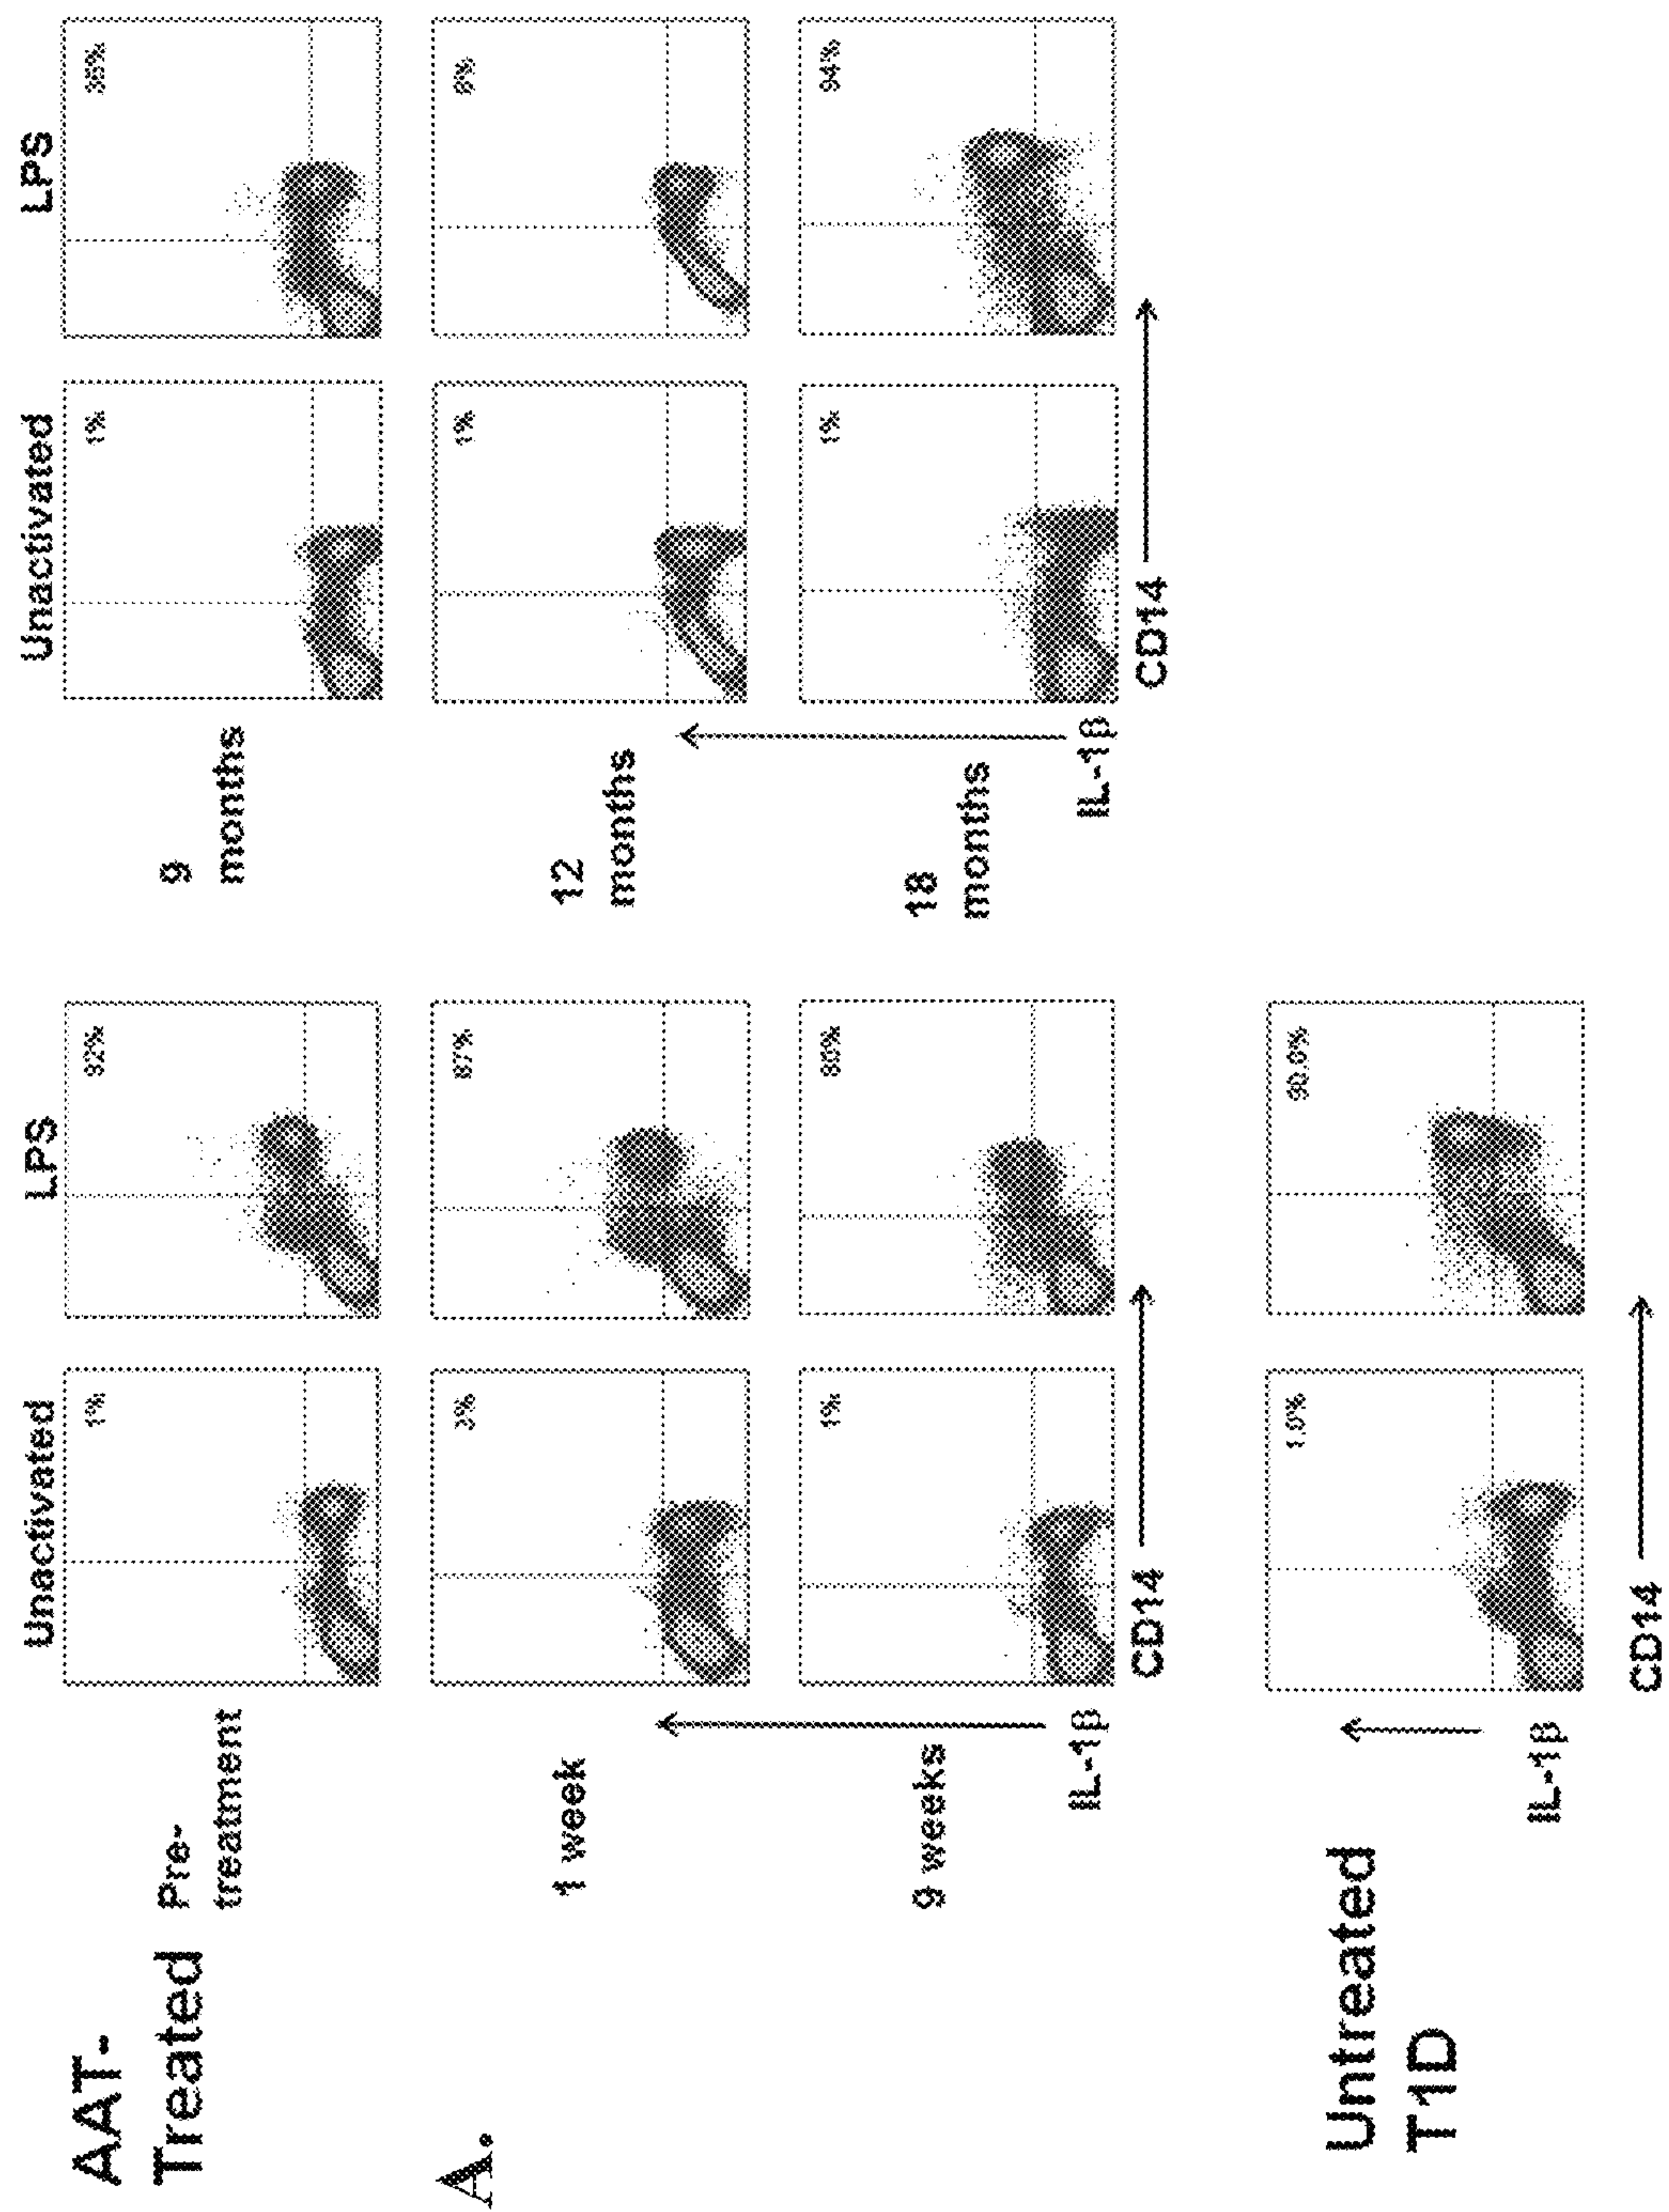 AAT-
Treated
Unactivated LPS
Pre-
treatment
1% 92%
1 week
87%
9 weeks
1%
IL-1β
CD14
Unactivated LPS
9
months
1%
12
months
1%
18
months
1% 94%
IL-1β
CD14
A.
Untreated
T1D
1.0% 90.0%
IL-1β
CD14